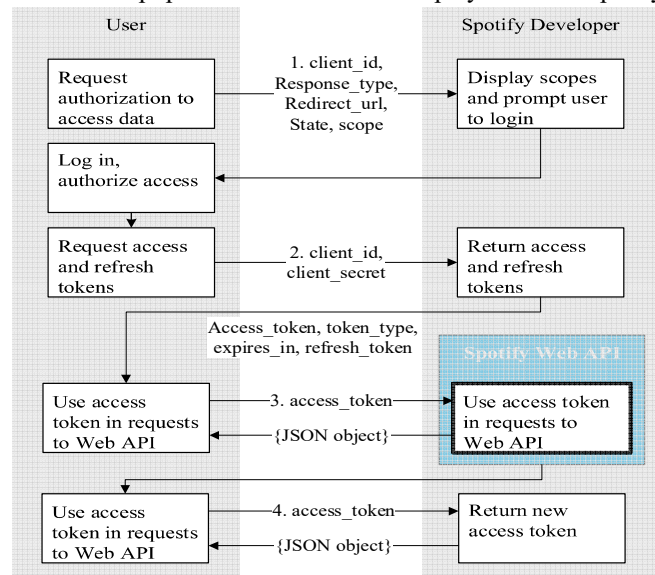 User
Spotify Developer
Request
authorization to
access data
1. client_id,
Response_type,
Redirect_url,
State, scope
Display scopes
and prompt user
to login
Log in,
authorize access
Request access
and refresh
tokens
2. client_id,
client_secret
Return access
and refresh
tokens
Access_token, token_type,
expires_in, refresh_token
Spotify Web API
Use access
token in requests
to Web API
3. access_token
{JSON object}
Use access token
in requests to
Web API
Use access
token in requests
to Web API
4. access_token
{JSON object}
Return new
access token